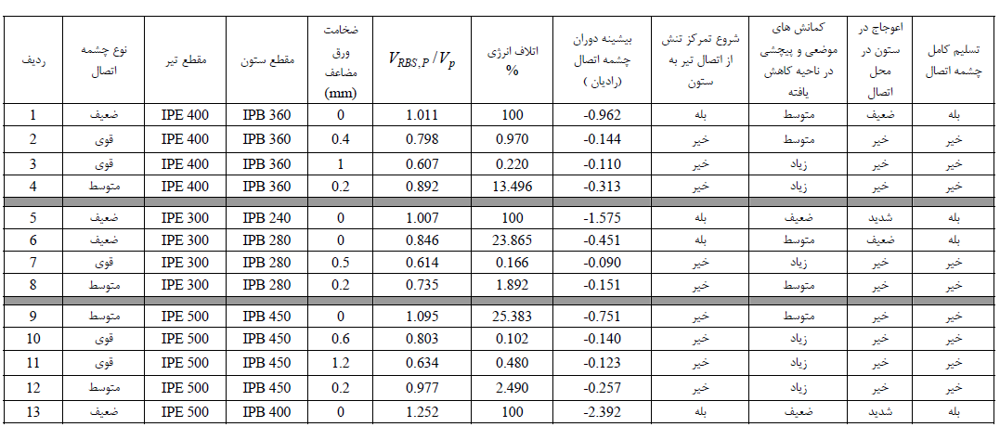 ردیف | نوع چشمه اتصال | مقطع تیر | مقطع ستون | ضخامت ورق مضاعف (mm) | V_RBS,P / V_p | اتلاف انرژی % | بیشینه دوران چشمه اتصال (رادیان ) | شروع تمرکز تنش از اتصال تیر به ستون | کمانش های موضعی و پیچشی در ناحیه کاهش یافته | اعوجاج در ستون در محل اتصال | تسلیم کامل چشمه اتصال
1 | ضعیف | IPE 400 | IPB 360 | 0 | 1.011 | 100 | -0.962 | بله | متوسط | ضعیف | بله
2 | قوی | IPE 400 | IPB 360 | 0.4 | 0.798 | 0.970 | -0.144 | خیر | متوسط | خیر | خیر
3 | قوی | IPE 400 | IPB 360 | 1 | 0.607 | 0.220 | -0.110 | خیر | زیاد | خیر | خیر
4 | متوسط | IPE 400 | IPB 360 | 0.2 | 0.892 | 13.496 | -0.313 | خیر | زیاد | خیر | خیر
5 | ضعیف | IPE 300 | IPB 240 | 0 | 1.007 | 100 | -1.575 | بله | ضعیف | شدید | بله
6 | ضعیف | IPE 300 | IPB 280 | 0 | 0.846 | 23.865 | -0.451 | بله | متوسط | ضعیف | بله
7 | قوی | IPE 300 | IPB 280 | 0.5 | 0.614 | 0.166 | -0.090 | خیر | زیاد | خیر | خیر
8 | متوسط | IPE 300 | IPB 280 | 0.2 | 0.735 | 1.892 | -0.151 | خیر | متوسط | خیر | خیر
9 | متوسط | IPE 500 | IPB 450 | 0 | 1.095 | 25.383 | -0.751 | خیر | متوسط | خیر | خیر
10 | قوی | IPE 500 | IPB 450 | 0.6 | 0.803 | 0.102 | -0.140 | خیر | زیاد | خیر | خیر
11 | قوی | IPE 500 | IPB 450 | 1.2 | 0.634 | 0.480 | -0.123 | خیر | زیاد | خیر | خیر
12 | متوسط | IPE 500 | IPB 450 | 0.2 | 0.977 | 2.490 | -0.257 | خیر | زیاد | خیر | خیر
13 | ضعیف | IPE 500 | IPB 400 | 0 | 1.252 | 100 | -2.392 | بله | ضعیف | شدید | بله